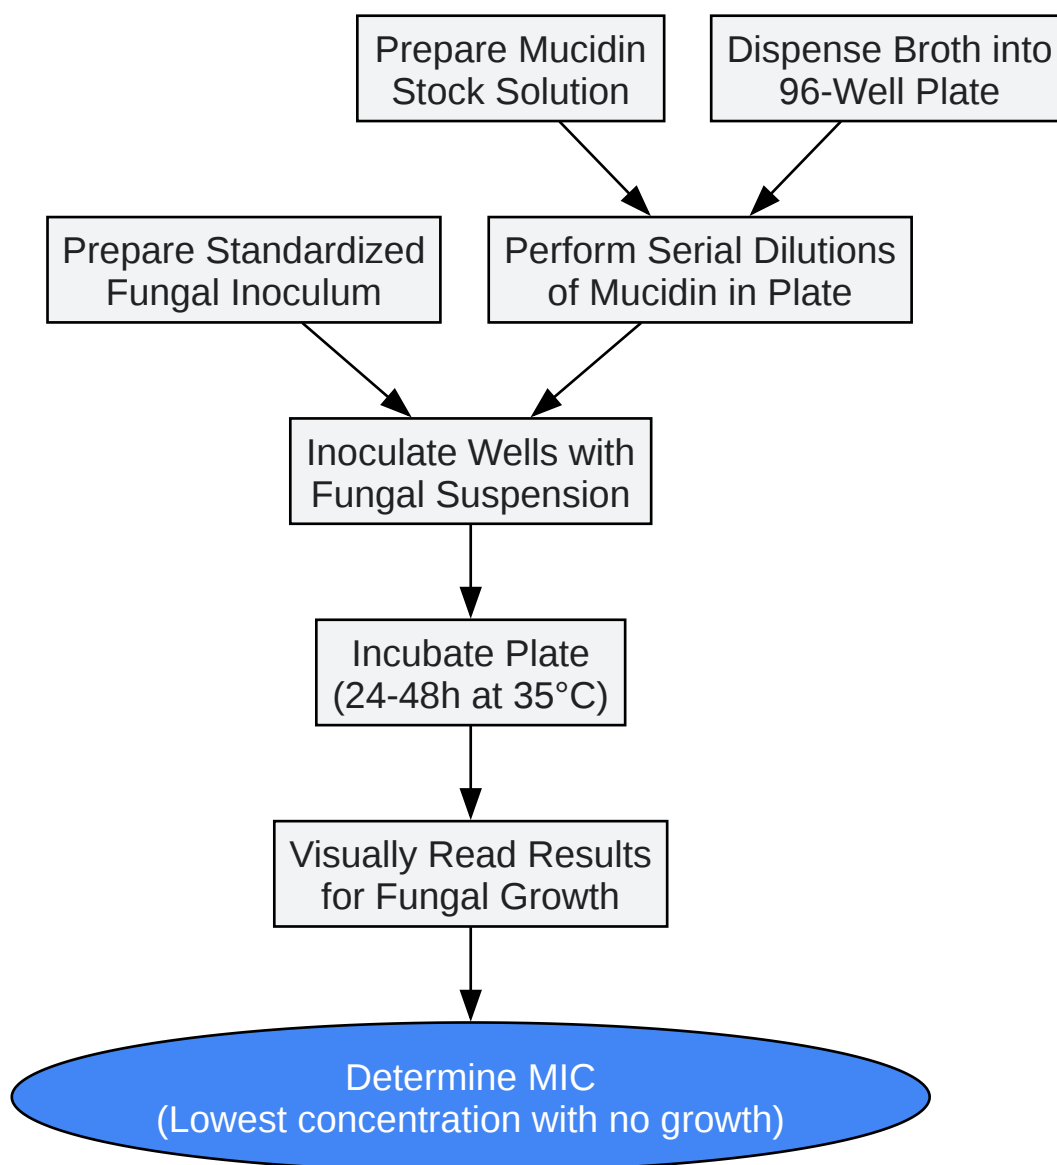 Prepare Mucidin
Stock Solution
Dispense Broth into
96-Well Plate
Prepare Standardized
Fungal Inoculum
Perform Serial Dilutions
of Mucidin in Plate
Inoculate Wells with
Fungal Suspension
Incubate Plate
(24-48h at 35°C)
Visually Read Results
for Fungal Growth
Determine MIC
(Lowest concentration with no growth)